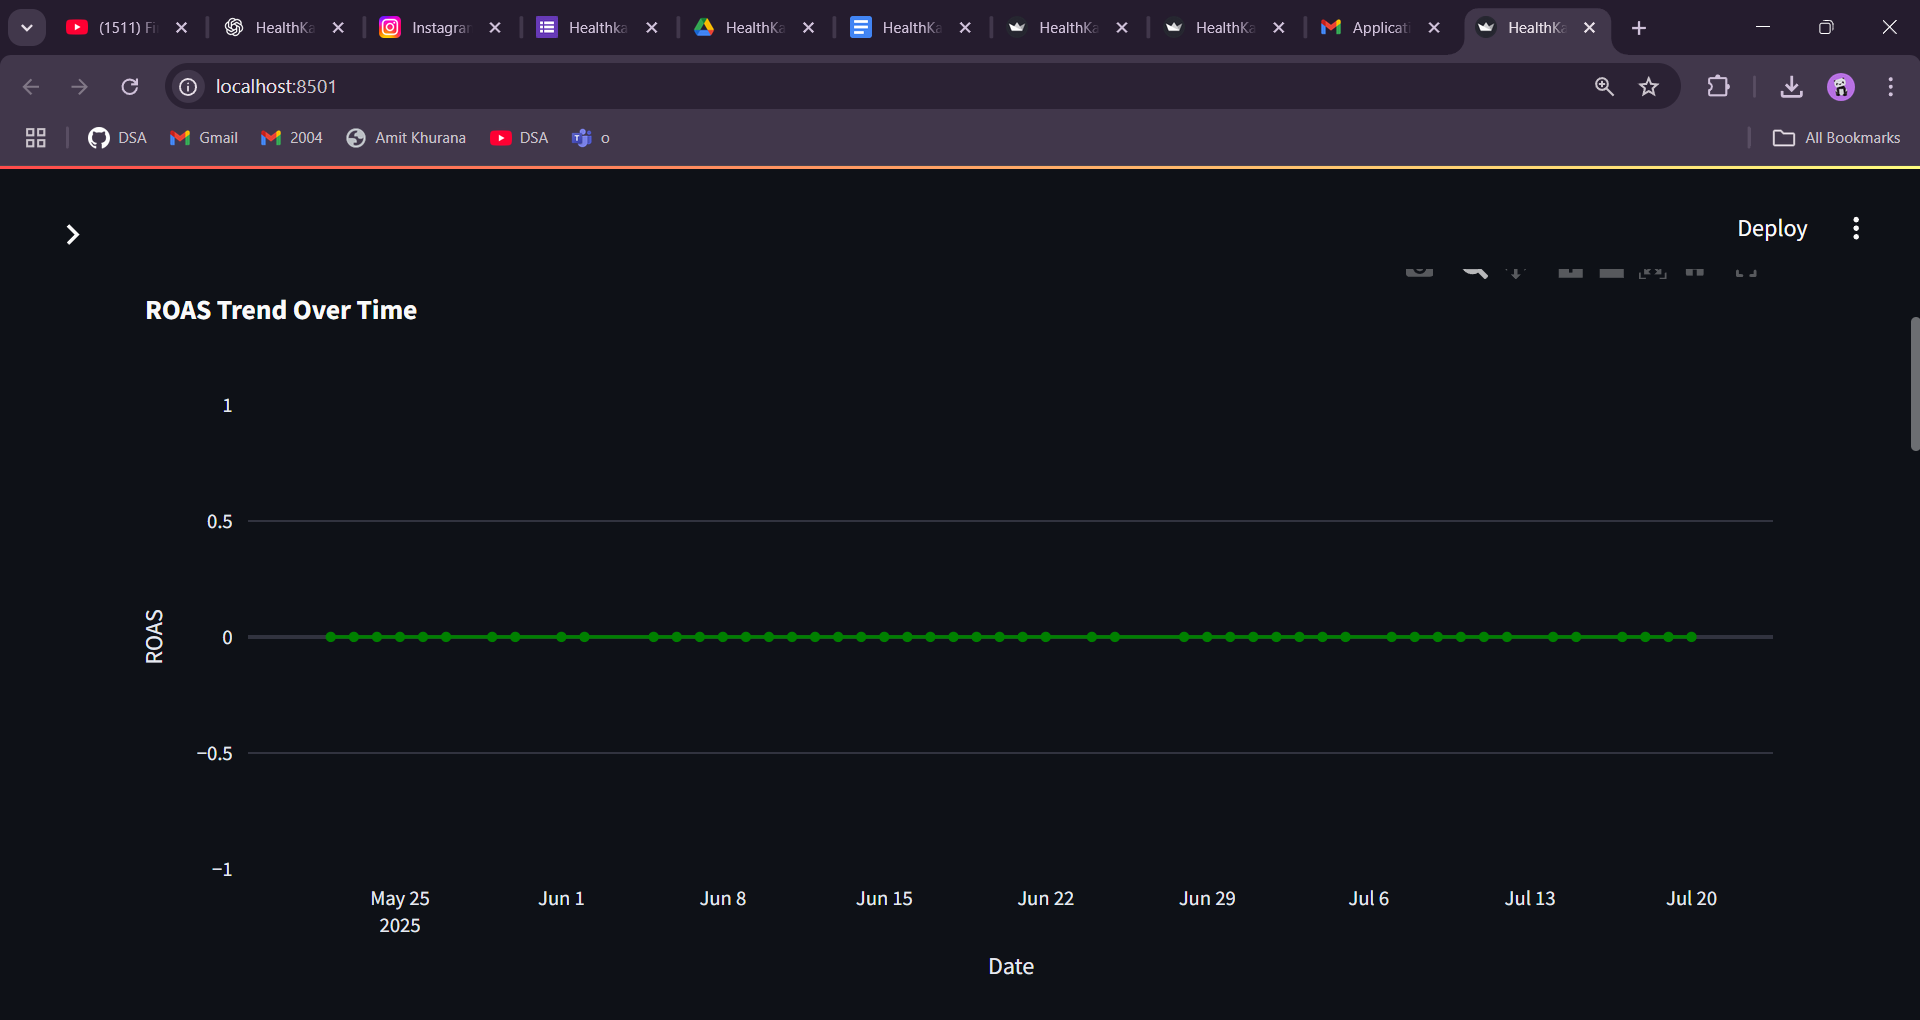 (1511) Fi
HealthKa
Instagra
Healthka
HealthKa
HealthKa
HealthKa
HealthKa
Applicati
HealthKa
localhost:8501
DSA
Gmail
2004
Amit Khurana
DSA
o
All Bookmarks
Deploy
ROAS Trend Over Time
1
0.5
0
−0.5
−1
ROAS
May 25
2025
Jun 1
Jun 8
Jun 15
Jun 22
Jun 29
Jul 6
Jul 13
Jul 20
Date